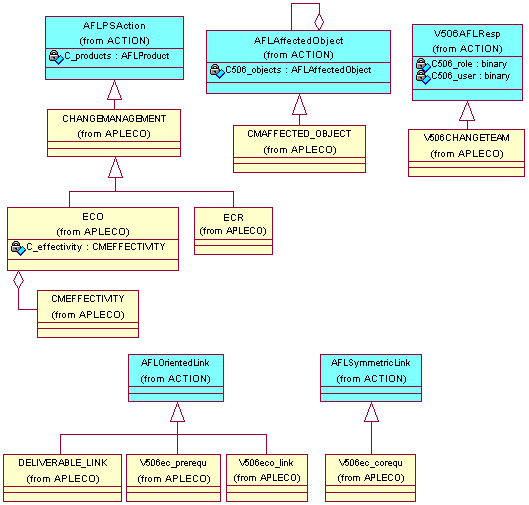 AFLPSAction
(from ACTION)
C_products : AFLProduct
AFLAffectedObject
(from ACTION)
C506_objects : AFLAffectedObject
V506AFLResp
(from ACTION)
C506_role : binary
C506_user : binary
CHANGEMANAGEMENT
(from APLECO)
CMAFFECTED_OBJECT
(from APLECO)
V506CHANGETEAM
(from APLECO)
ECO
(from APLECO)
C_effectivity : CMEFFECTIVITY
ECR
(from APLECO)
CMEFFECTIVITY
(from APLECO)
AFLOrientedLink
(from ACTION)
AFLSymmetricLink
(from ACTION)
DELIVERABLE_LINK
(from APLECO)
V506ec_prerequ
(from APLECO)
V506eco_link
(from APLECO)
V506ec_corequ
(from APLECO)